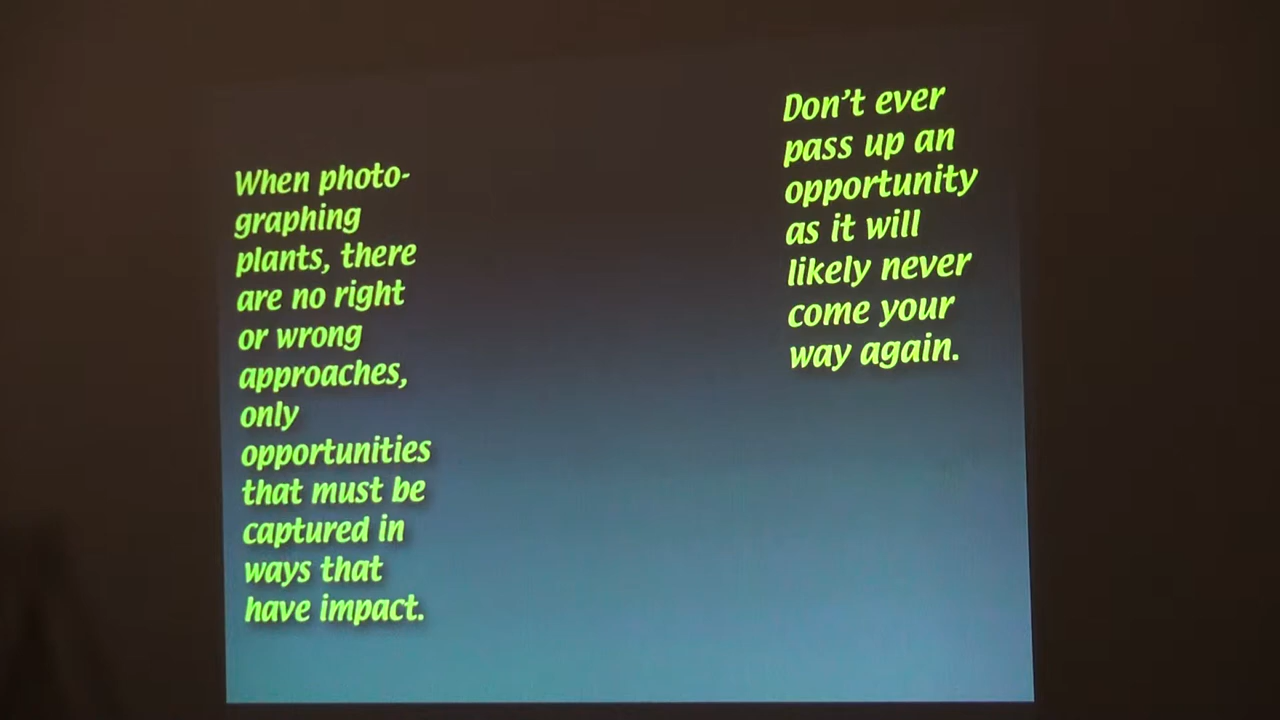 When photo-
graphing
plants, there
are no right
or wrong
approaches,
only
opportunities
that must be
captured in
ways that
have impact.
Don't ever
pass up an
opportunity
as it will
likely never
come your
way again.